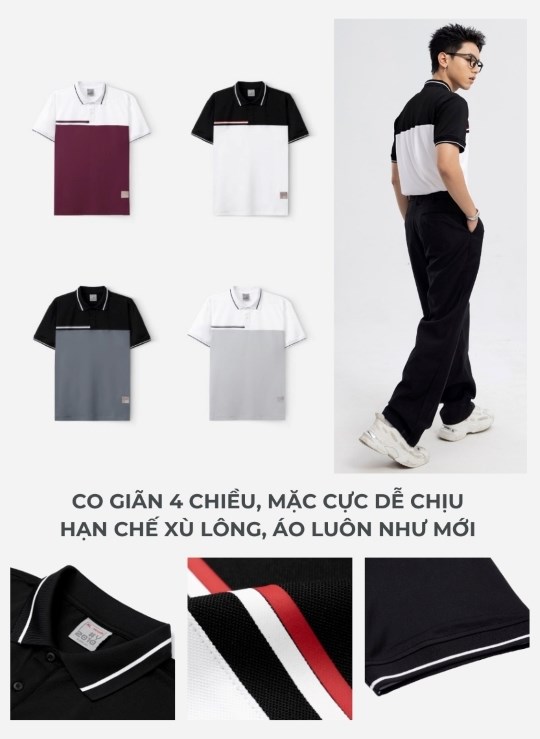 CO GIÃN 4 CHIỀU, MẶC CỰC DỄ CHỊU
HẠN CHẾ XÙ LÔNG, ÁO LUÔN NHƯ MỚI